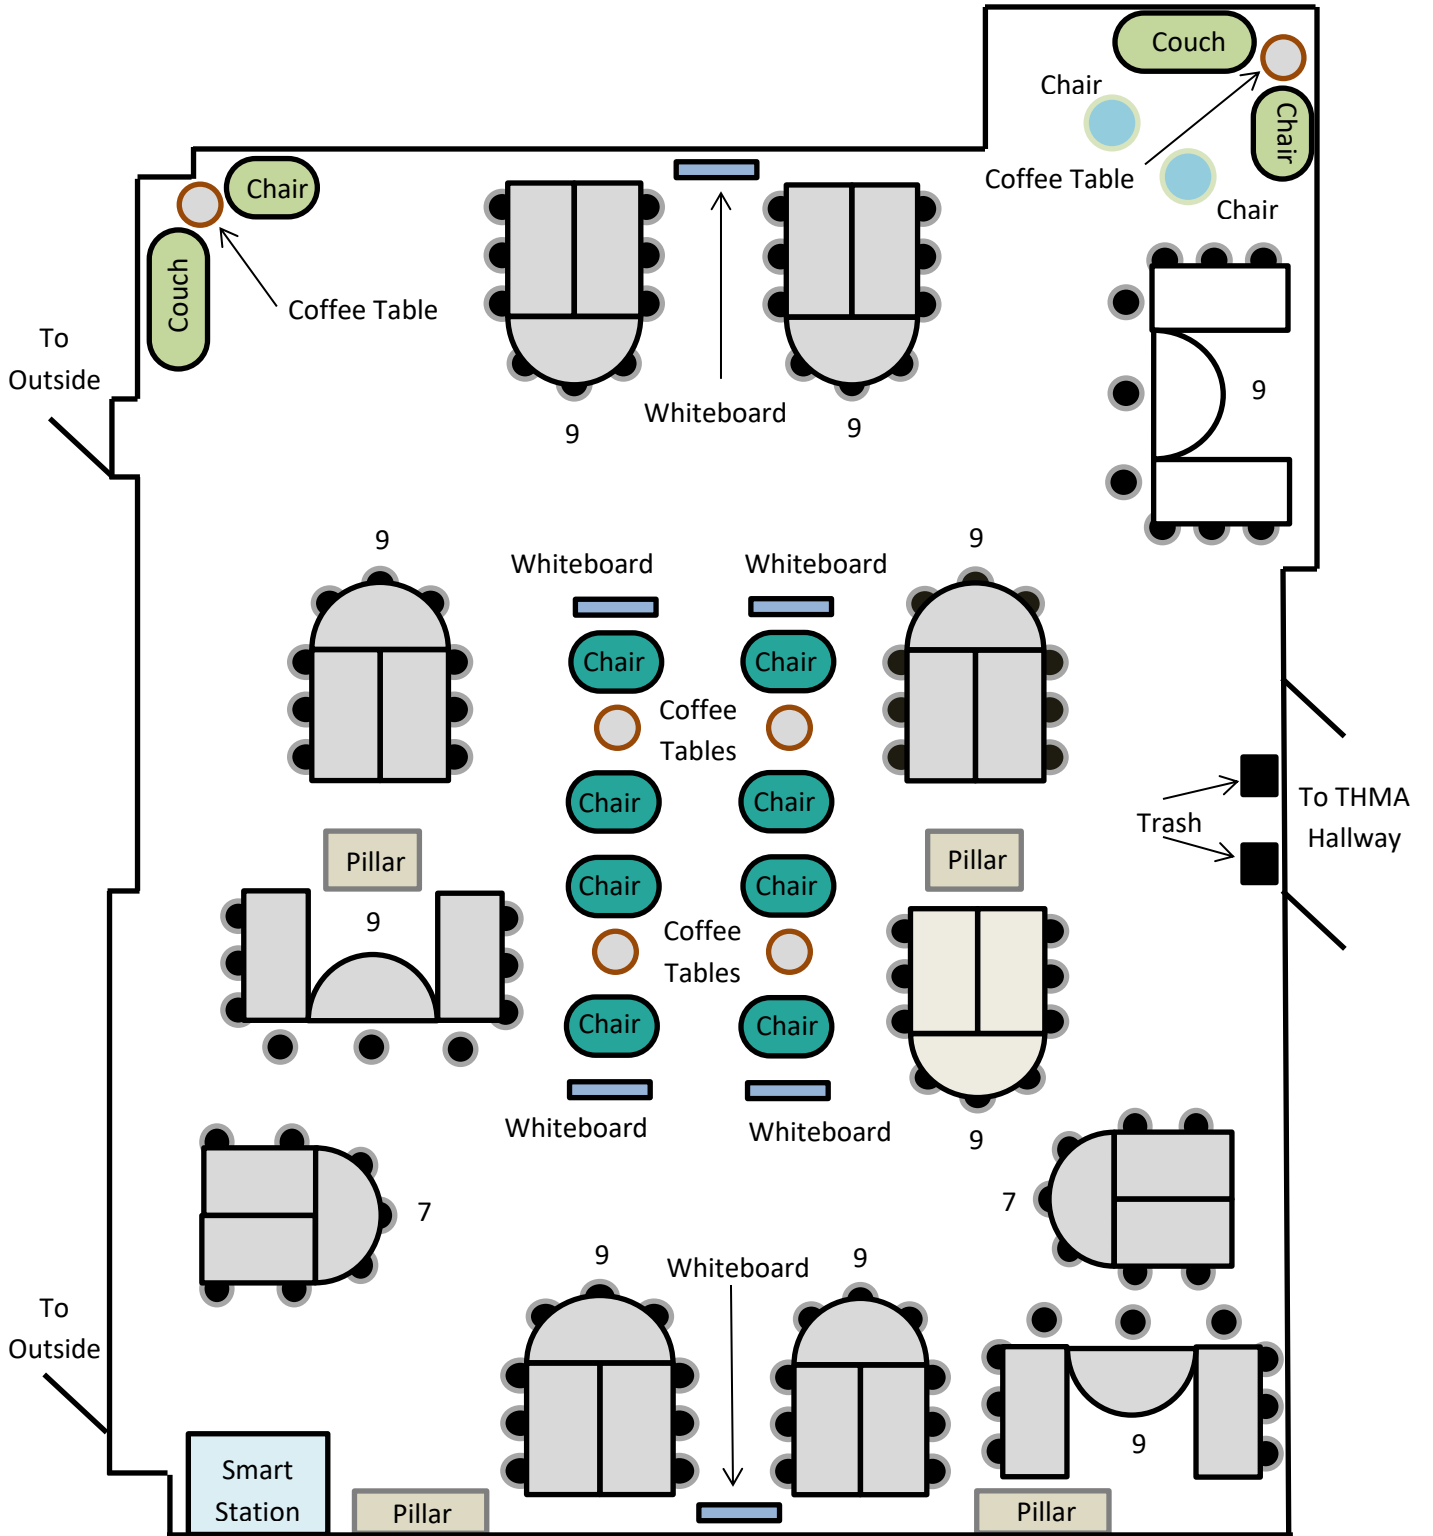 Couch
Chair
Chair
Coffee Table
Chair
Chair
Couch
Coffee Table
To
Outside
Whiteboard
9
9
9
9
9
Whiteboard
Whiteboard
Chair
Chair
Coffee
Tables
Chair
Chair
To THMA
Hallway
Trash
Pillar
Pillar
9
Chair
Chair
Coffee
Tables
Chair
Chair
Whiteboard
Whiteboard
9
7
7
9
Whiteboard
9
To
Outside
9
Smart
Station
Pillar
Pillar